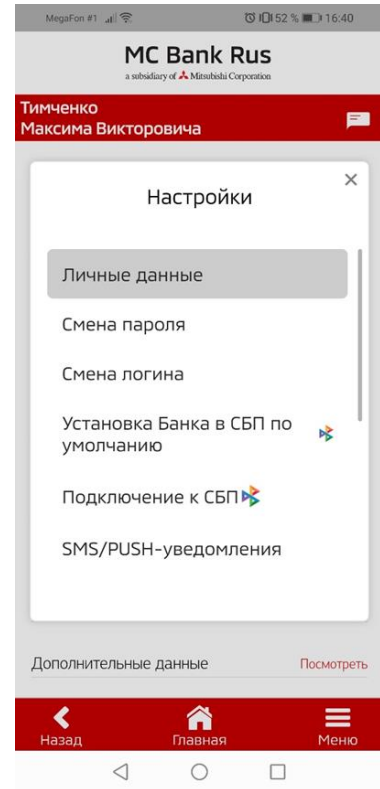 MegaFon #1 52 % 16:40
MC Bank Rus
a subsidiary of Mitsubishi Corporation
Тимченко
Максима Викторовича
Настройки
Личные данные
Смена пароля
Смена логина
Установка Банка в СБП по
умолчанию
Подключение к СБП
SMS/PUSH-уведомления
Дополнительные данные Посмотреть
Назад Главная Меню